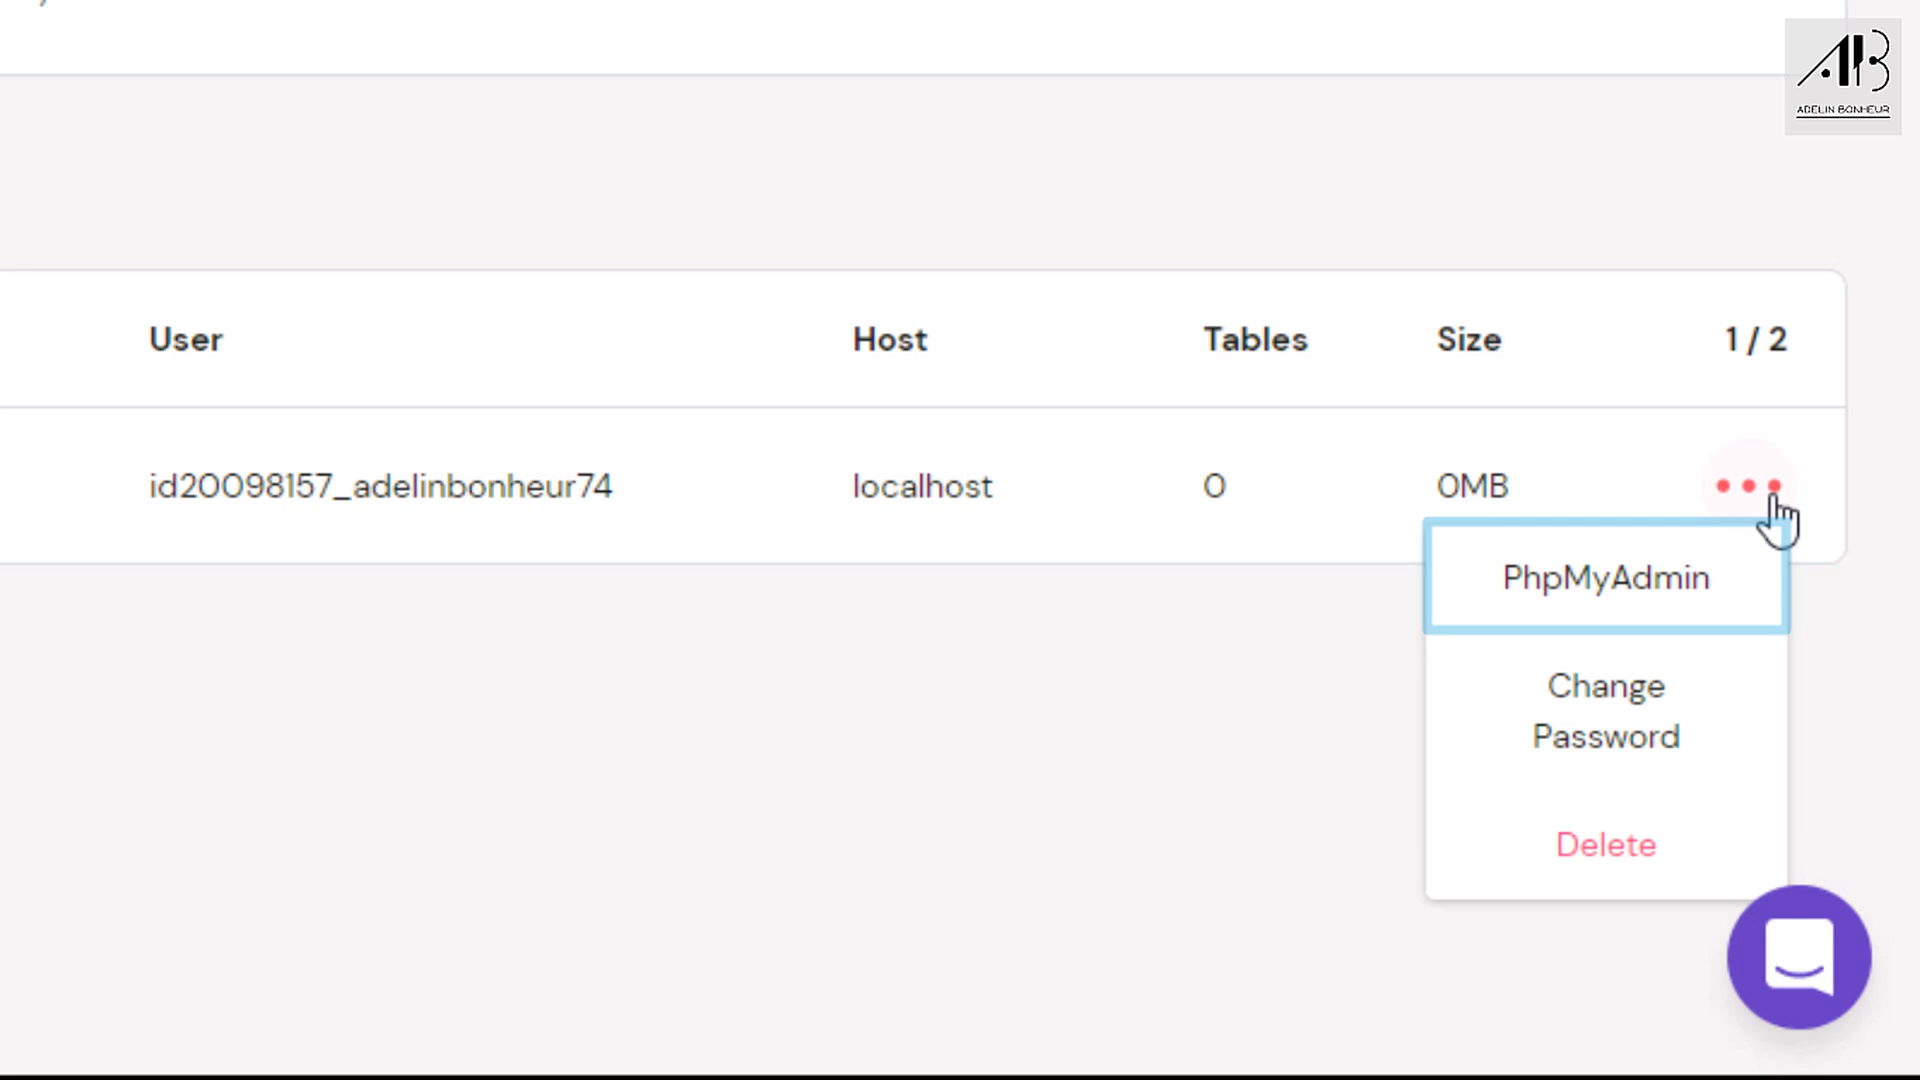 ADELIN BONHEUR
User Host Tables Size 1 / 2
id20098157_adelinbonheur74 localhost 0 0MB
PhpMyAdmin
Change
Password
Delete